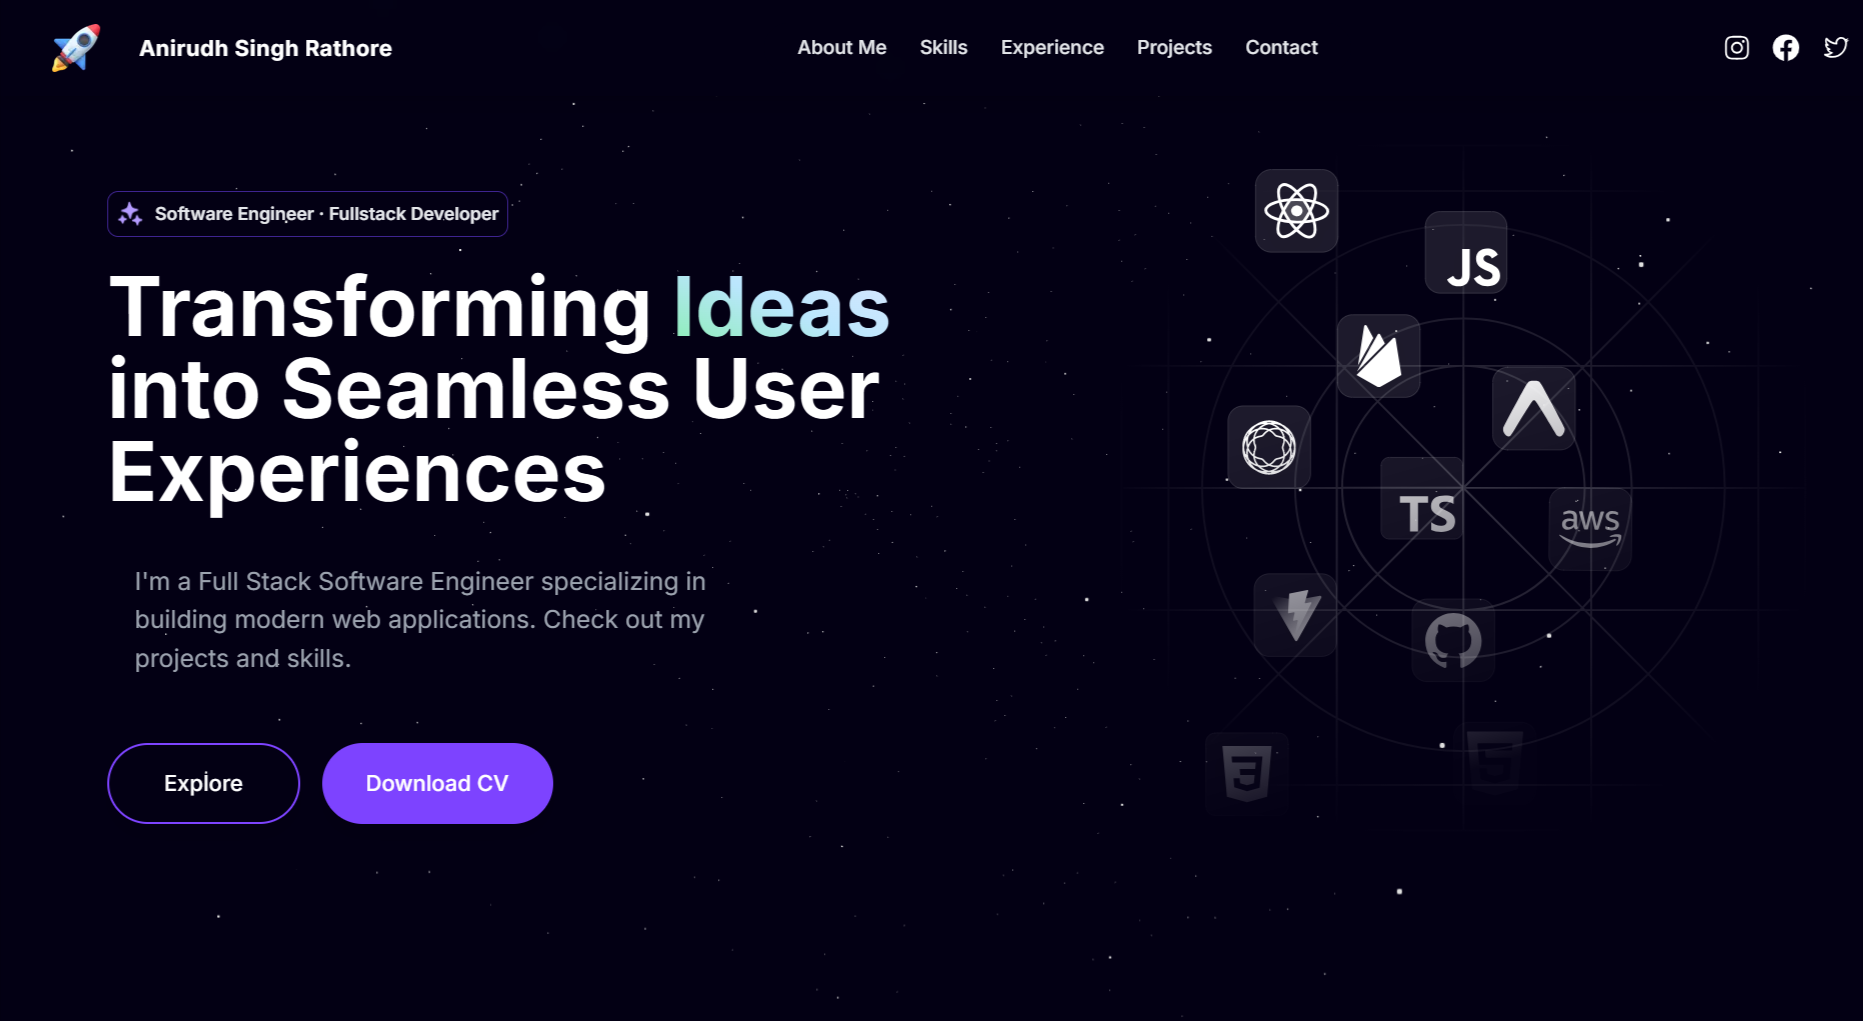 Anirudh Singh Rathore
About Me Skills Experience Projects Contact
Software Engineer · Fullstack Developer
Transforming Ideas
into Seamless User
Experiences
I'm a Full Stack Software Engineer specializing in
building modern web applications. Check out my
projects and skills.
Explore Download CV
JS
TS
aws
3
5